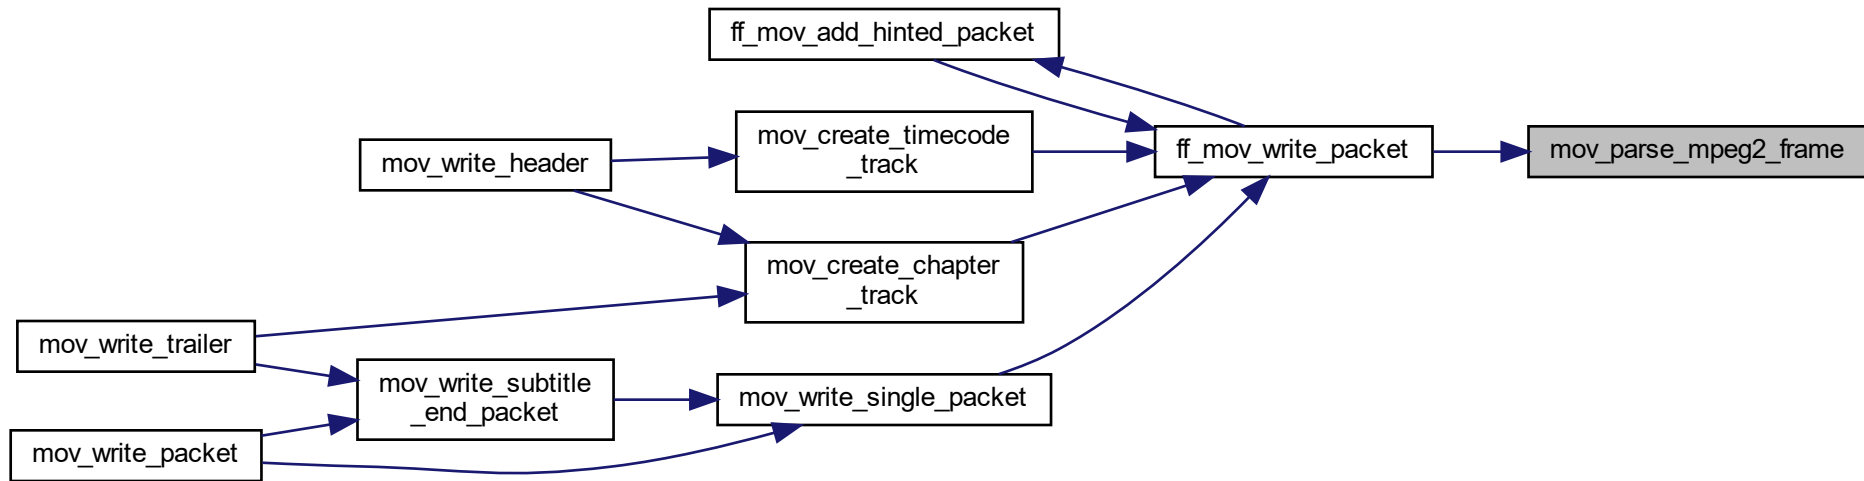 ff_mov_add_hinted_packet
mov_create_timecode
_track
mov_write_header
ff_mov_write_packet
mov_parse_mpeg2_frame
mov_create_chapter
_track
mov_write_trailer
mov_write_subtitle
_end_packet
mov_write_single_packet
mov_write_packet